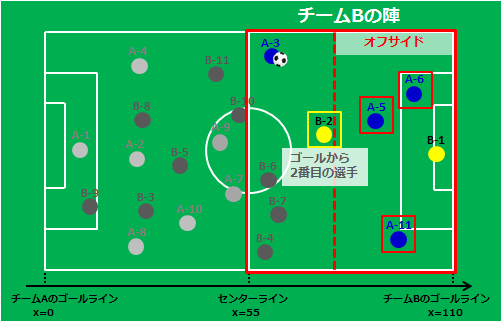 チームBの陣
オフサイド
A-3
A-4
B-11
A-6
B-10
A-5
B-8
B-2
A-1
A-9
B-1
A-2
B-5
ゴールから
2番目の選手
B-6
A-7
B-9
B-3
A-10
B-7
A-11
A-8
B-4
チームAのゴールライン
x=0
センターライン
x=55
チームBのゴールライン
x=110